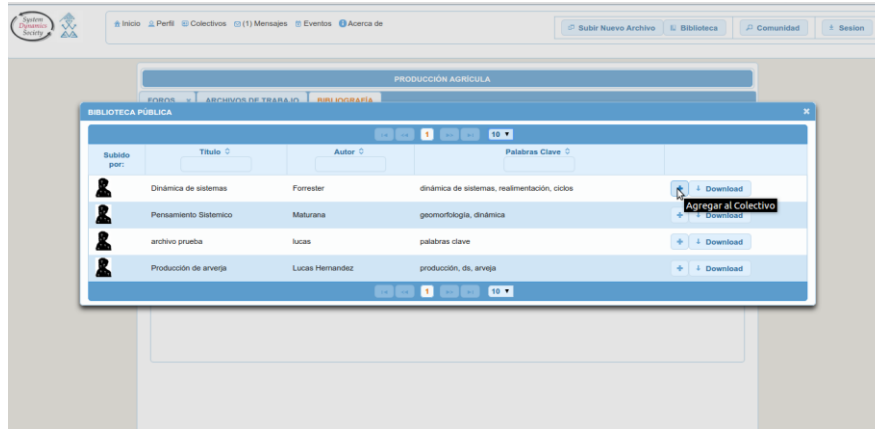 System
Dynamics
Society
Inicio Perfil Colectivos (1) Mensajes Eventos Acerca de
Subir Nuevo Archivo Biblioteca Comunidad Sesion
PRODUCCIÓN AGRÍCOLA
FOROS ARCHIVOS DE TRABAJO BIBLIOGRAFÍA
BIBLIOTECA PÚBLICA
1 10
Subido por: Título Autor Palabras Clave
Dinámica de sistemas Forrester dinámica de sistemas, realimentación, ciclos Download
Agregar al Colectivo
Pensamiento Sistemico Maturana geomorfología, dinámica Download
archivo prueba lucas palabras clave Download
Producción de arverja Lucas Hernandez producción, ds, arveja Download
1 10